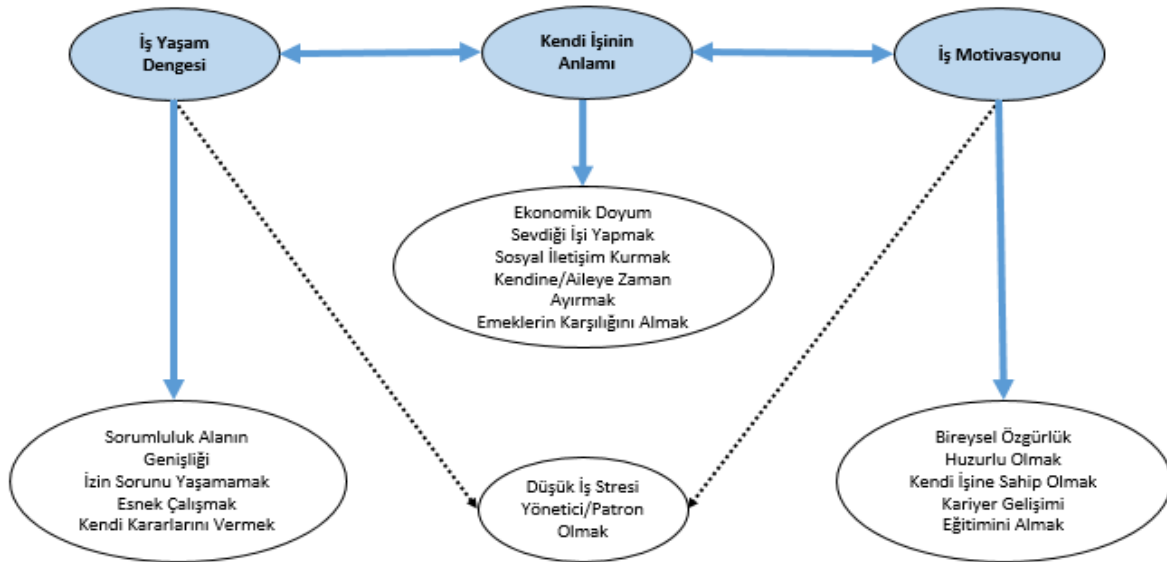 İş Yaşam
Dengesi
Kendi İşinin
Anlamı
İş Motivasyonu
Ekonomik Doyum
Sevdiği İşi Yapmak
Sosyal İletişim Kurmak
Kendine/Aileye Zaman
Ayırmak
Emeklerin Karşılığını Almak
Sorumluluk Alanın
Genişliği
İzin Sorunu Yaşamamak
Esnek Çalışmak
Kendi Kararlarını Vermek
Düşük İş Stresi
Yönetici/Patron
Olmak
Bireysel Özgürlük
Huzurlu Olmak
Kendi İşine Sahip Olmak
Kariyer Gelişimi
Eğitimini Almak